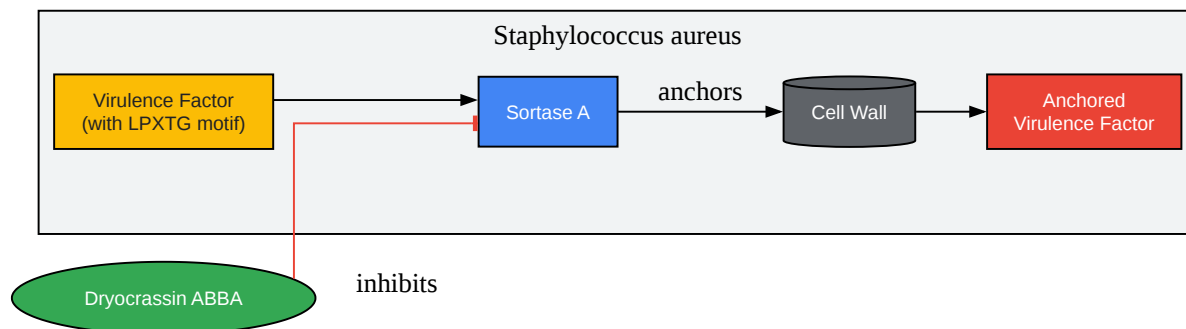 Staphylococcus aureus
Virulence Factor
(with LPXTG motif)
Sortase A
anchors
Cell Wall
Anchored
Virulence Factor
inhibits
Dryocrassin ABBA